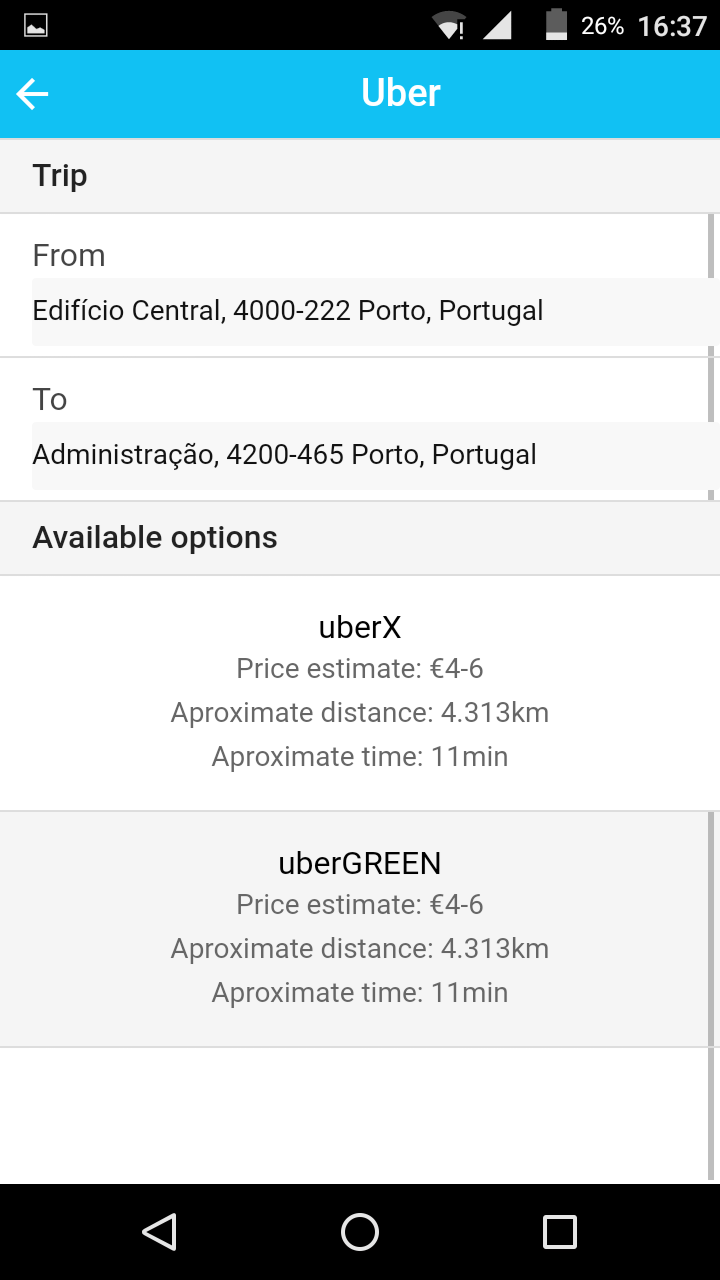 26% 16:37
Uber
Trip
From
Edifício Central, 4000-222 Porto, Portugal
To
Administração, 4200-465 Porto, Portugal
Available options
uberX
Price estimate: €4-6
Aproximate distance: 4.313km
Aproximate time: 11min
uberGREEN
Price estimate: €4-6
Aproximate distance: 4.313km
Aproximate time: 11min